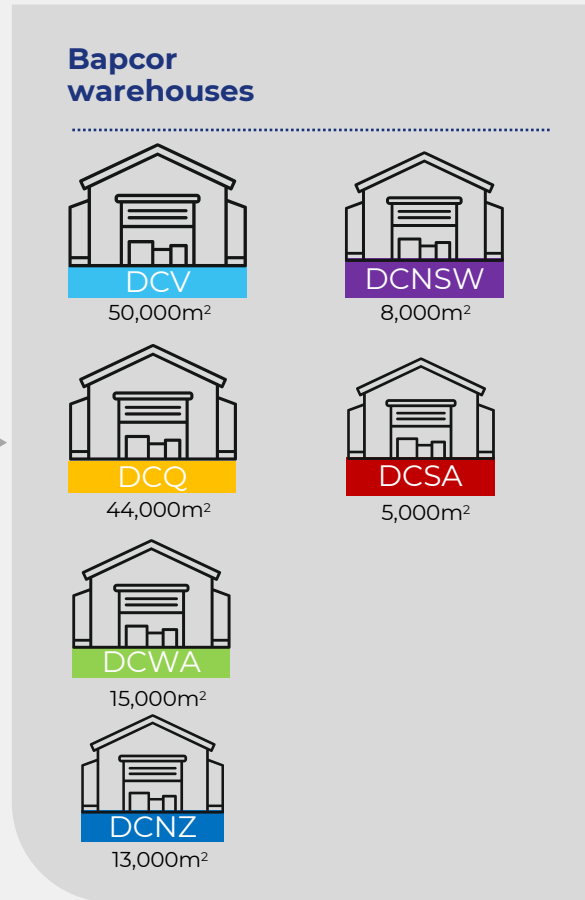 Bapcor
warehouses
DCV
50,000m²
DCNSW
8,000m²
DCQ
44,000m²
DCSA
5,000m²
DCWA
15,000m²
DCNZ
13,000m²